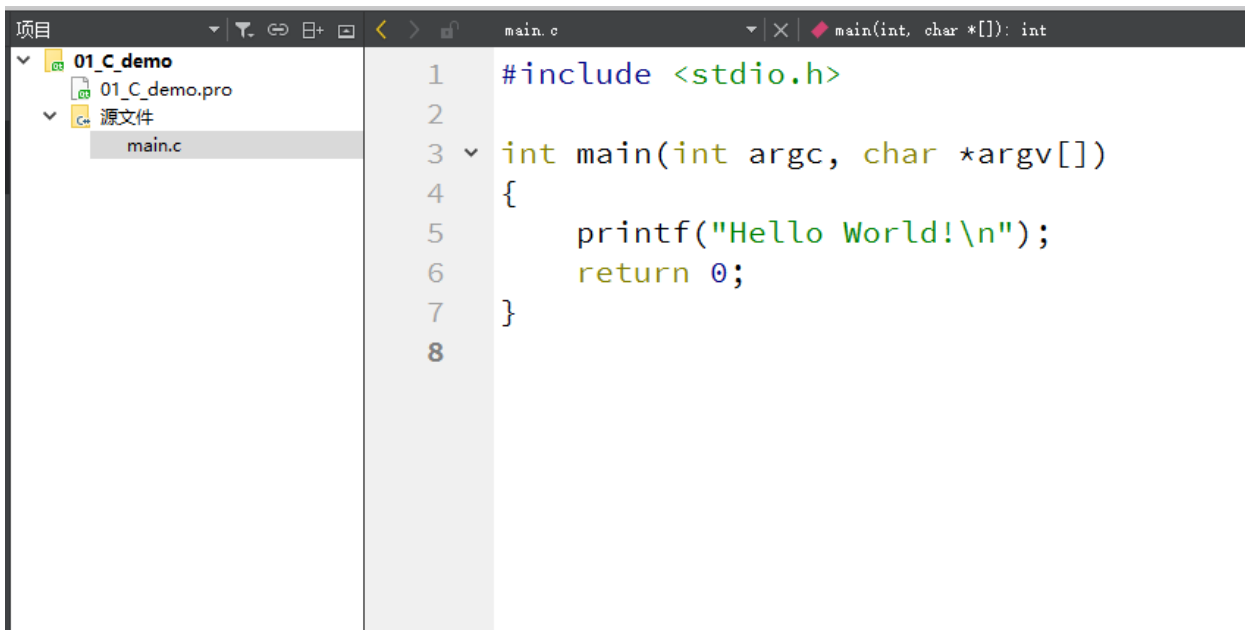 项目
main.c
main(int, char *[]): int
01_C_demo
01_C_demo.pro
源文件
main.c
1 #include <stdio.h>
2
3 int main(int argc, char *argv[])
4 {
5 printf("Hello World!\n");
6 return 0;
7 }
8